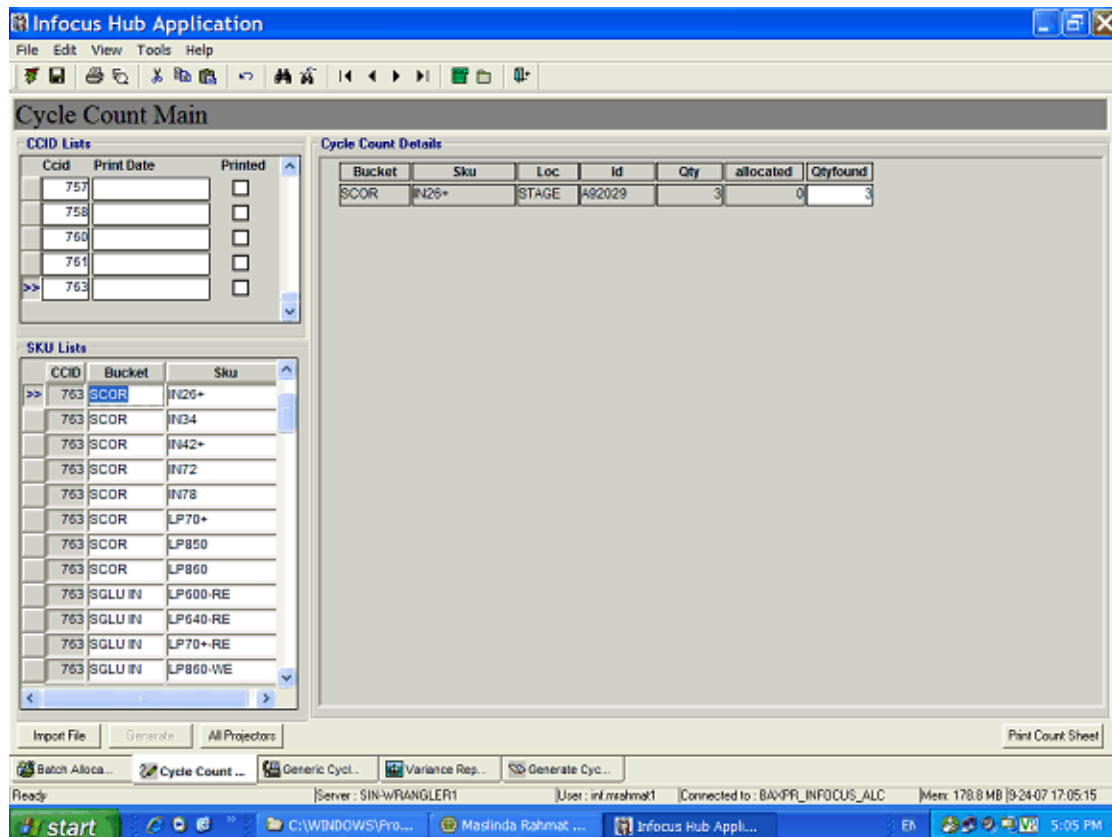 Infocus Hub Application
File Edit View Tools Help
Cycle Count Main
CCID Lists
Ccid Print Date Printed
757
758
760
761
>> 763
Cycle Count Details
Bucket Sku Loc Id Qty allocated Qtyfound
SCOR IN26+ STAGE A92029 3 0 3
SKU Lists
CCID Bucket Sku
>> 763 SCOR IN26+
763 SCOR IN34
763 SCOR IN42+
763 SCOR IN72
763 SCOR IN78
763 SCOR LP70+
763 SCOR LP850
763 SCOR LP860
763 SGLU IN LP600-RE
763 SGLU IN LP640-RE
763 SGLU IN LP70+-RE
763 SGLU IN LP860-WE
Import File Generate All Projectors Print Count Sheet
Batch Alloca... Cycle Count ... Generic Cycl... Variance Rep... Generate Cyc...
Ready Server : SIN-WRANGLER1 User : inf.mrahmat1 Connected to : BAXPR_INFOCUS_ALC Mem: 178.8 MB 9-24-07 17:05:15
start C:\WINDOWS\Pro... Maslinda Rahmat ... Infocus Hub Appli... EN 5:05 PM